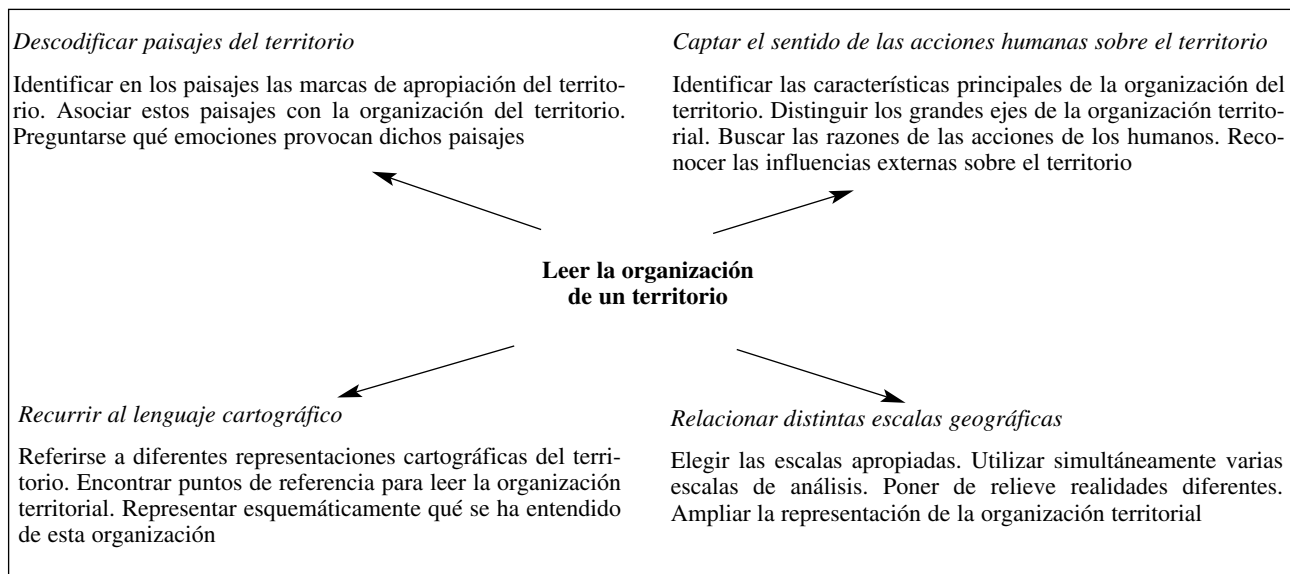 Descodificar paisajes del territorio
Identificar en los paisajes las marcas de apropiación del territo-
rio. Asociar estos paisajes con la organización del territorio.
Preguntarse qué emociones provocan dichos paisajes
Captar el sentido de las acciones humanas sobre el territorio
Identificar las características principales de la organización del
territorio. Distinguir los grandes ejes de la organización territo-
rial. Buscar las razones de las acciones de los humanos. Reco-
nocer las influencias externas sobre el territorio
Leer la organización
de un territorio
Recurrir al lenguaje cartográfico
Referirse a diferentes representaciones cartográficas del terri-
torio. Encontrar puntos de referencia para leer la organización
territorial. Representar esquemáticamente qué se ha entendido
de esta organización
Relacionar distintas escalas geográficas
Elegir las escalas apropiadas. Utilizar simultáneamente varias
escalas de análisis. Poner de relieve realidades diferentes.
Ampliar la representación de la organización territorial